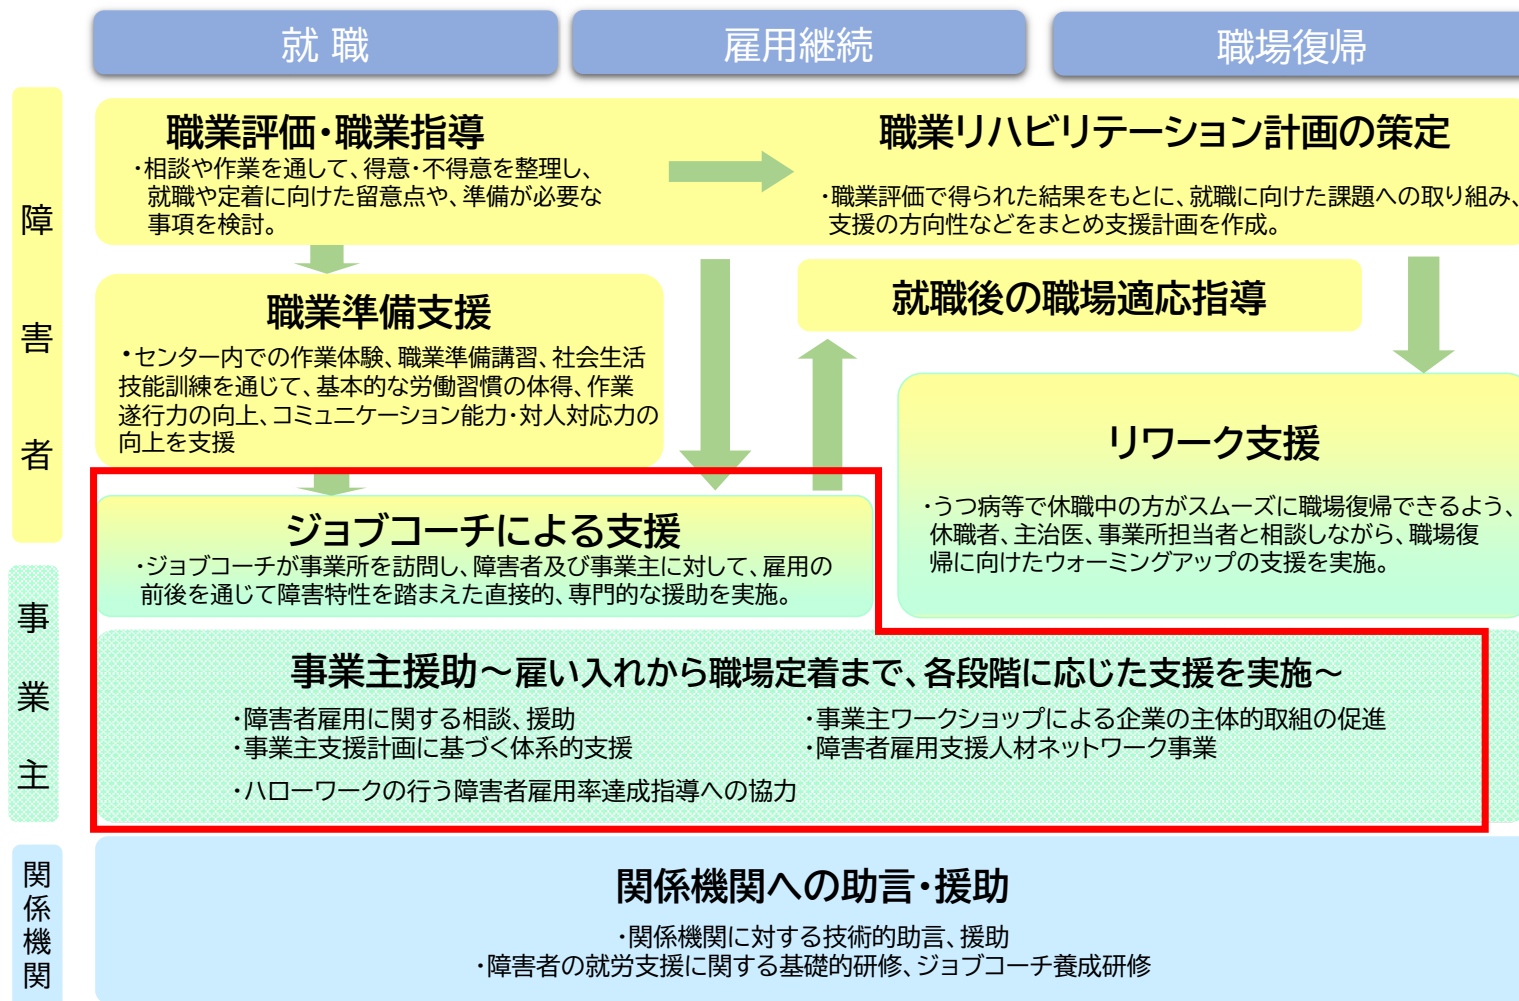 就 職
雇用継続
職場復帰
障害者
職業評価・職業指導
・相談や作業を通して、得意・不得意を整理し、
就職や定着に向けた留意点や、準備が必要な
事項を検討。
職業リハビリテーション計画の策定
・職業評価で得られた結果をもとに、就職に向けた課題への取り組み、
支援の方向性などをまとめ支援計画を作成。
職業準備支援
・センター内での作業体験、職業準備講習、社会生活
技能訓練を通じて、基本的な労働習慣の体得、作業
遂行力の向上、コミュニケーション能力・対人対応力の
向上を支援
就職後の職場適応指導
リワーク支援
・うつ病等で休職中の方がスムーズに職場復帰できるよう、
休職者、主治医、事業所担当者と相談しながら、職場復
帰に向けたウォーミングアップの支援を実施。
ジョブコーチによる支援
・ジョブコーチが事業所を訪問し、障害者及び事業主に対して、雇用の
前後を通じて障害特性を踏まえた直接的、専門的な援助を実施。
事業主
事業主援助～雇い入れから職場定着まで、各段階に応じた支援を実施～
・障害者雇用に関する相談、援助
・事業主支援計画に基づく体系的支援
・ハローワークの行う障害者雇用率達成指導への協力
・事業主ワークショップによる企業の主体的取組の促進
・障害者雇用支援人材ネットワーク事業
関係機関
関係機関への助言・援助
・関係機関に対する技術的助言、援助
・障害者の就労支援に関する基礎的研修、ジョブコーチ養成研修